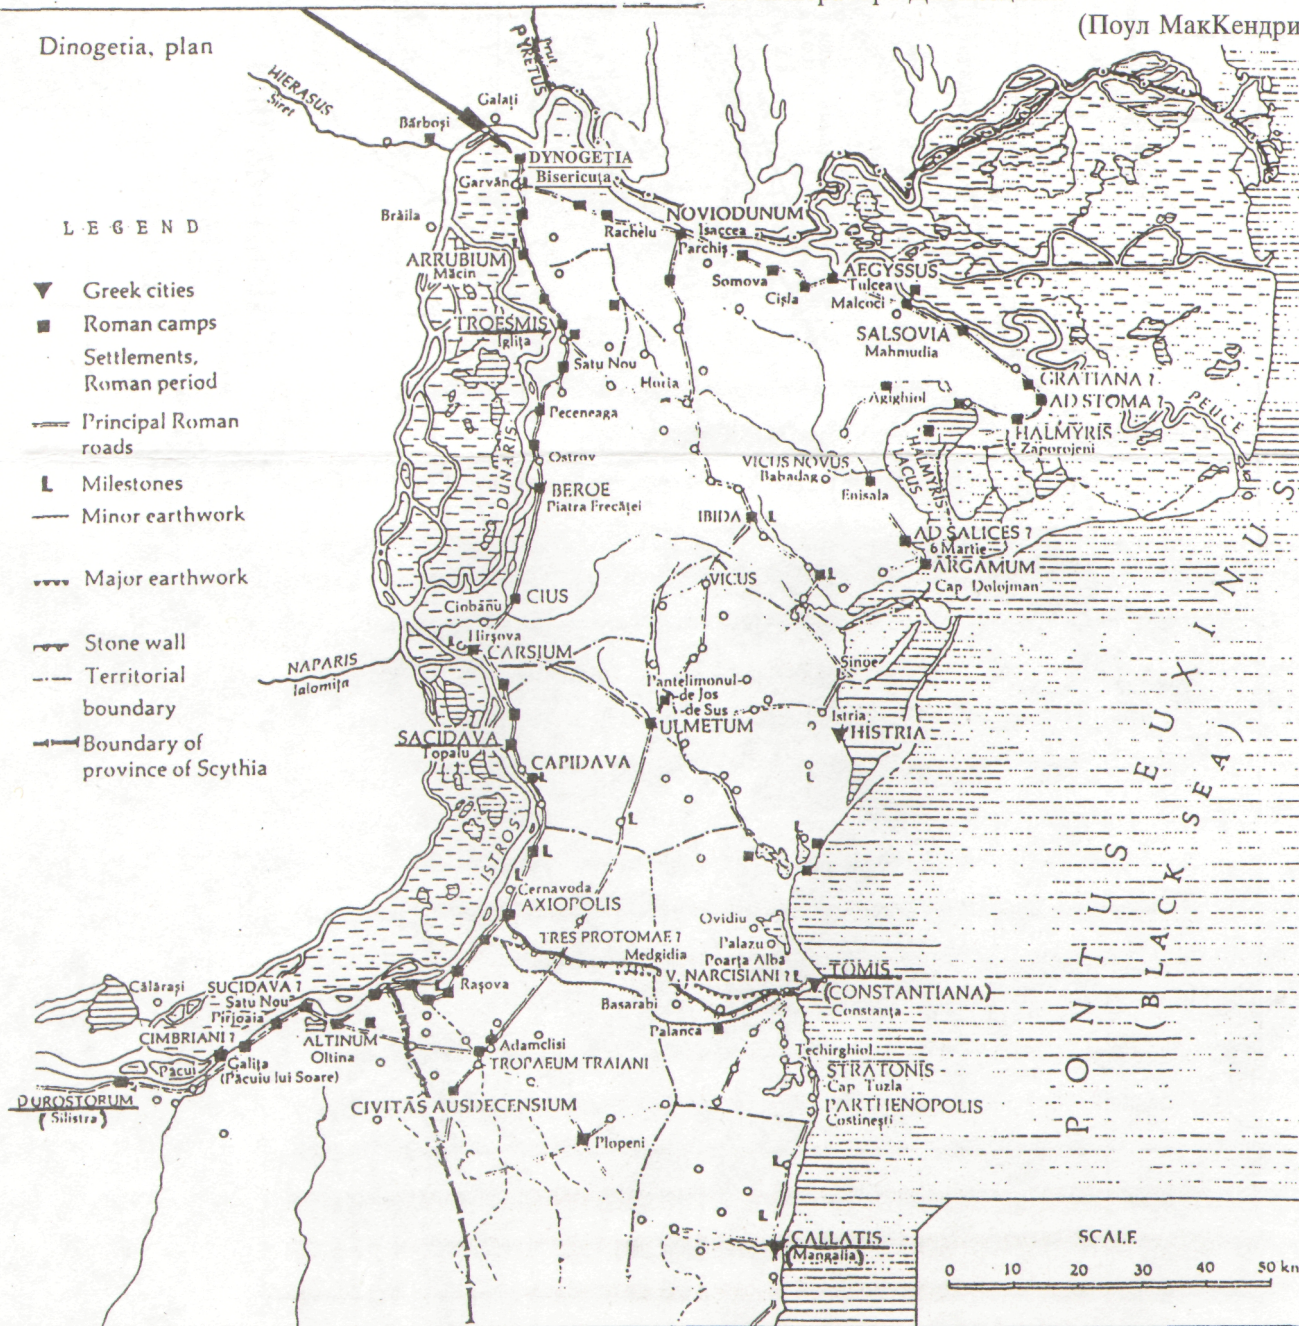 (Поул МакКендри
Dinogetia, plan
HIERASUS
Siret
Prut
PYRETUS
Galați
Bărboși
DYNOGEȚIA
Bisericuța
Garvăn
L
Brăila
Rachelu
NOVIODUNUM
Isaccea
Parchiș
L
ARRUBIUM
Măcin
Somova
Cișla
AEGYSSUS
Tulcea
Malcoci
TROESMIS
Iglița
SALSOVIA
Mahmudia
Satu Nou
Horia
GRATIANA ?
AD STOMA ?
Agighiol
PEUCE
Peceneaga
HALMYRIS
Zaporojeni
HALMYRIS
LACUS
DUNARIS
Ostrov
VICUS NOVUS
Babadag
Enisala
BEROE
Piatra Frecăței
IBIDA
L
AD SALICES ?
6 Martie
ARGAMUM
Cap Dolojman
VICUS
L
CIUS
Ciobănu
Hîrșova
L
CARSIUM
NAPARIS
Ialomița
Sinoe
Pantelimonul
de Jos
de Sus
ULMETUM
Istria
HISTRIA
SACIDAVA
Topalu
CAPIDAVA
L
L
L
L
L
L
ISTROS
Cernavoda
AXIOPOLIS
Ovidiu
TRES PROTOMAE ?
Medgidia
Palazu
Poarța Albă
V. NARCISIANI ?
L
TOMIS
(CONSTANTIANA)
Constanța
Basarabi
Palanca
Rașova
Călărași
SUCIDAVA ?
Satu Nou
Pîrjoaia
CIMBRIANI ?
ALTINUM
Oltina
Păcui
Galița
(Păcuiu lui Soare)
DUROSTORUM
(Silistra)
Adamclisi
TROPAEUM TRAIANI
CIVITAS AUSDECENSIUM
Plopeni
Techirghiol
STRATONIS
Cap Tuzla
PARTHENOPOLIS
Costinești
L
L
CALLATIS
(Mangalia)
PONTUS EUXINUS
(BLACK SEA)
LEGEND
Greek cities
Roman camps
Settlements,
Roman period
Principal Roman
roads
L Milestones
Minor earthwork
Major earthwork
Stone wall
Territorial
boundary
Boundary of
province of Scythia
SCALE
0 10 20 30 40 50 km